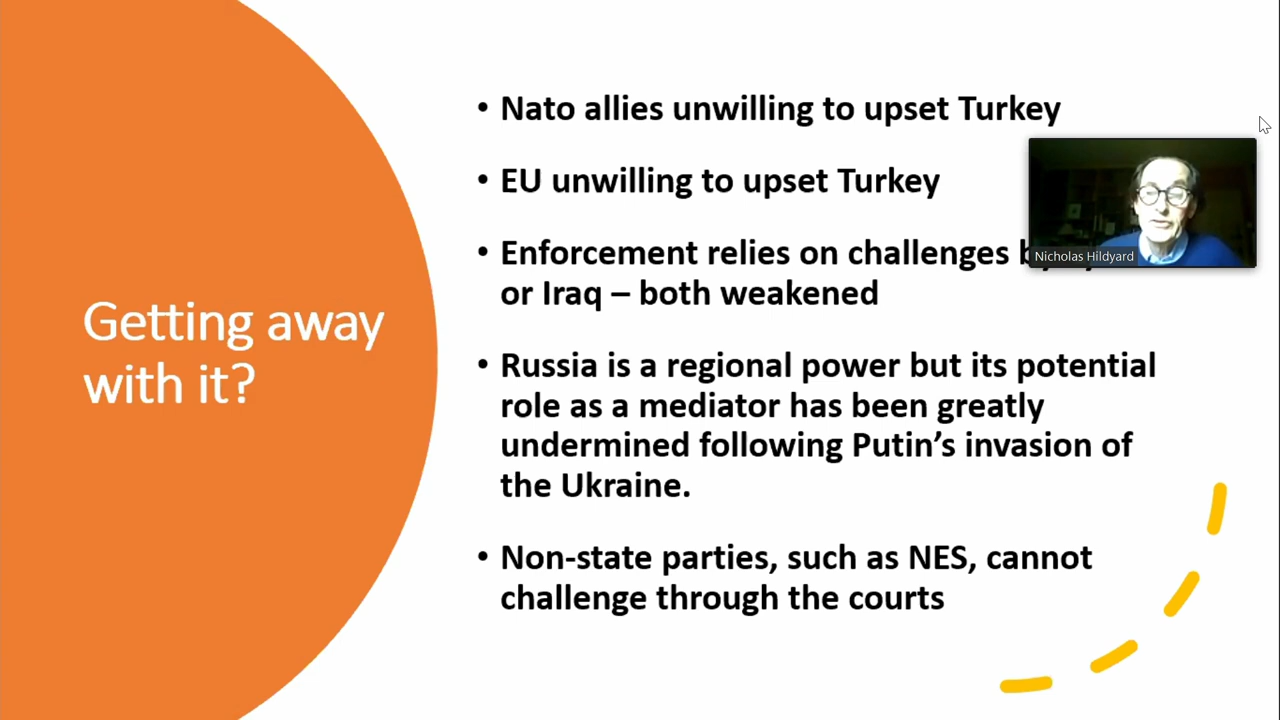 Getting away
with it?
• Nato allies unwilling to upset Turkey
• EU unwilling to upset Turkey
• Enforcement relies on challenges
or Iraq – both weakened
• Russia is a regional power but its potential
role as a mediator has been greatly
undermined following Putin’s invasion of
the Ukraine.
• Non-state parties, such as NES, cannot
challenge through the courts
Nicholas Hildyard